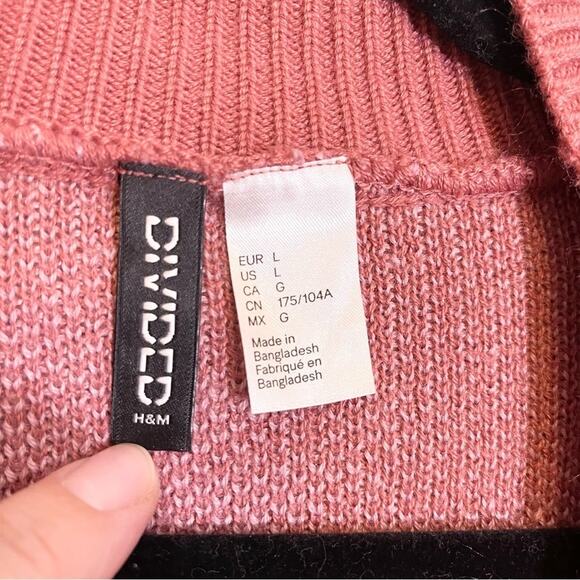 DIVIDED
H&M
EUR L
US L
CA G
CN 175/104A
MX G
Made in
Bangladesh
Fabriqué en
Bangladesh